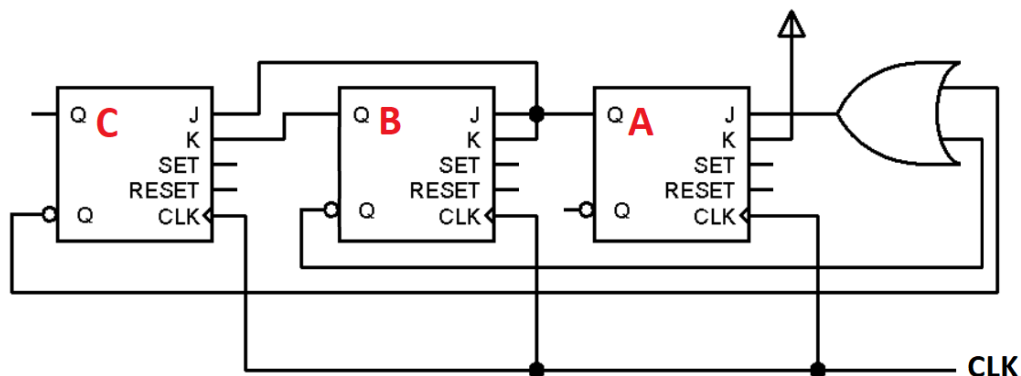 Q C J
K
SET
RESET
Q CLK
Q B J
K
SET
RESET
Q CLK
Q A J
K
SET
RESET
Q CLK
CLK